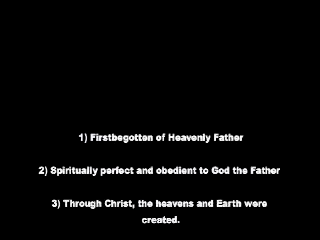 1) Firstbegotten of Heavenly Father
2) Spiritually perfect and obedient to God the Father
3) Through Christ, the heavens and Earth were
created.